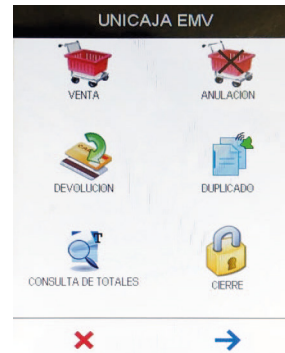 UNICAJA EMV
VENTA
ANULACION
DEVOLUCION
DUPLICADO
CONSULTA DE TOTALES
CIERRE